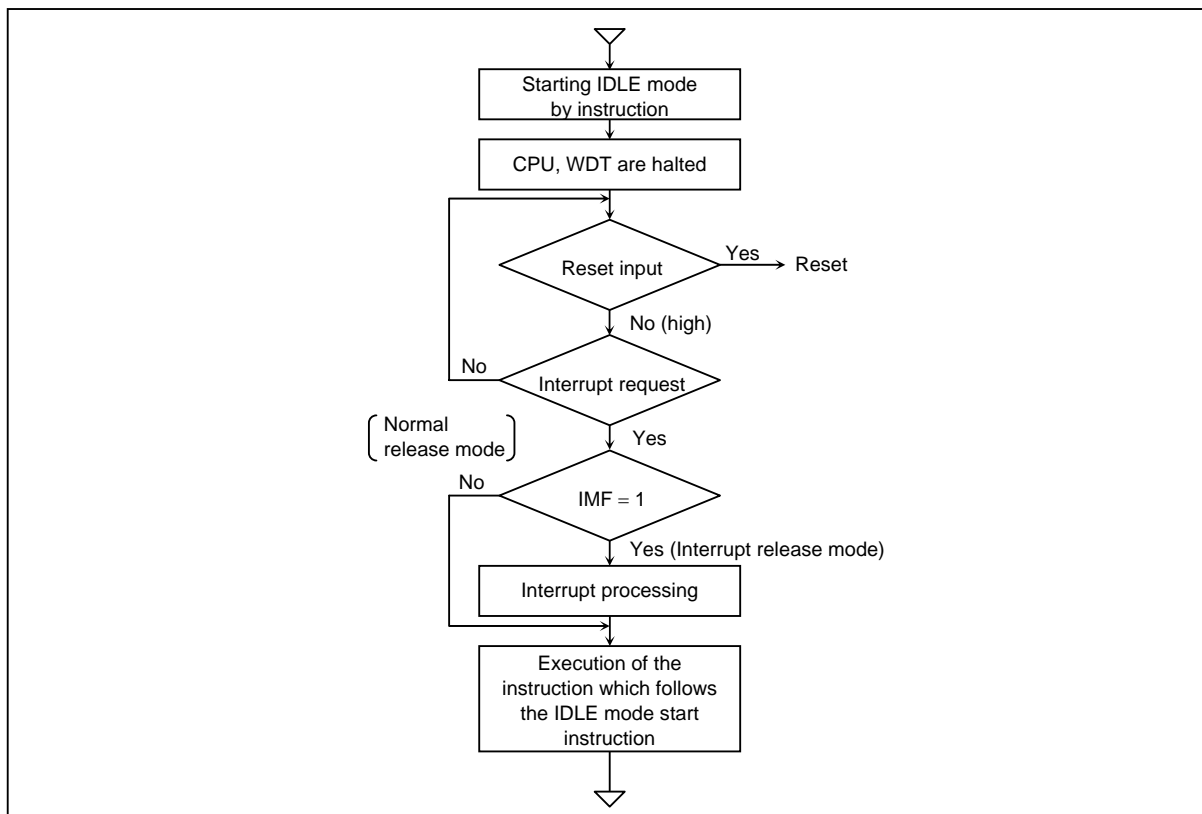 Starting IDLE mode
by instruction
CPU, WDT are halted
Reset input
Yes
Reset
No (high)
No
Interrupt request
Normal
release mode
Yes
No
IMF = 1
Yes (Interrupt release mode)
Interrupt processing
Execution of the
instruction which follows
the IDLE mode start
instruction